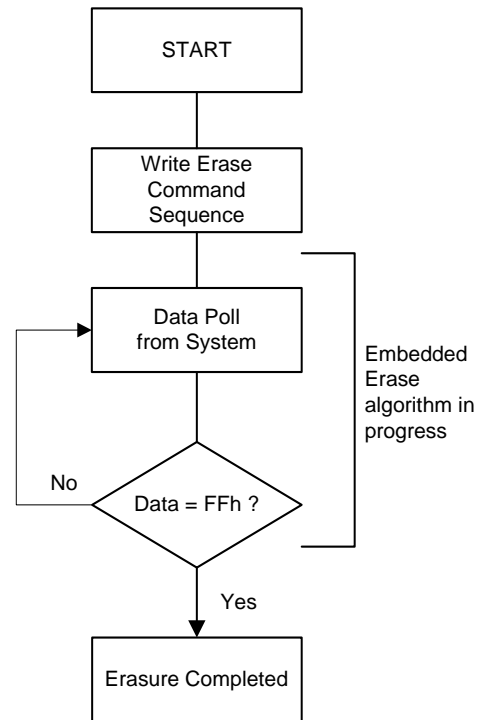 START
Write Erase
Command
Sequence
Data Poll
from System
Embedded
Erase
algorithm in
progress
No
Data = FFh ?
Yes
Erasure Completed